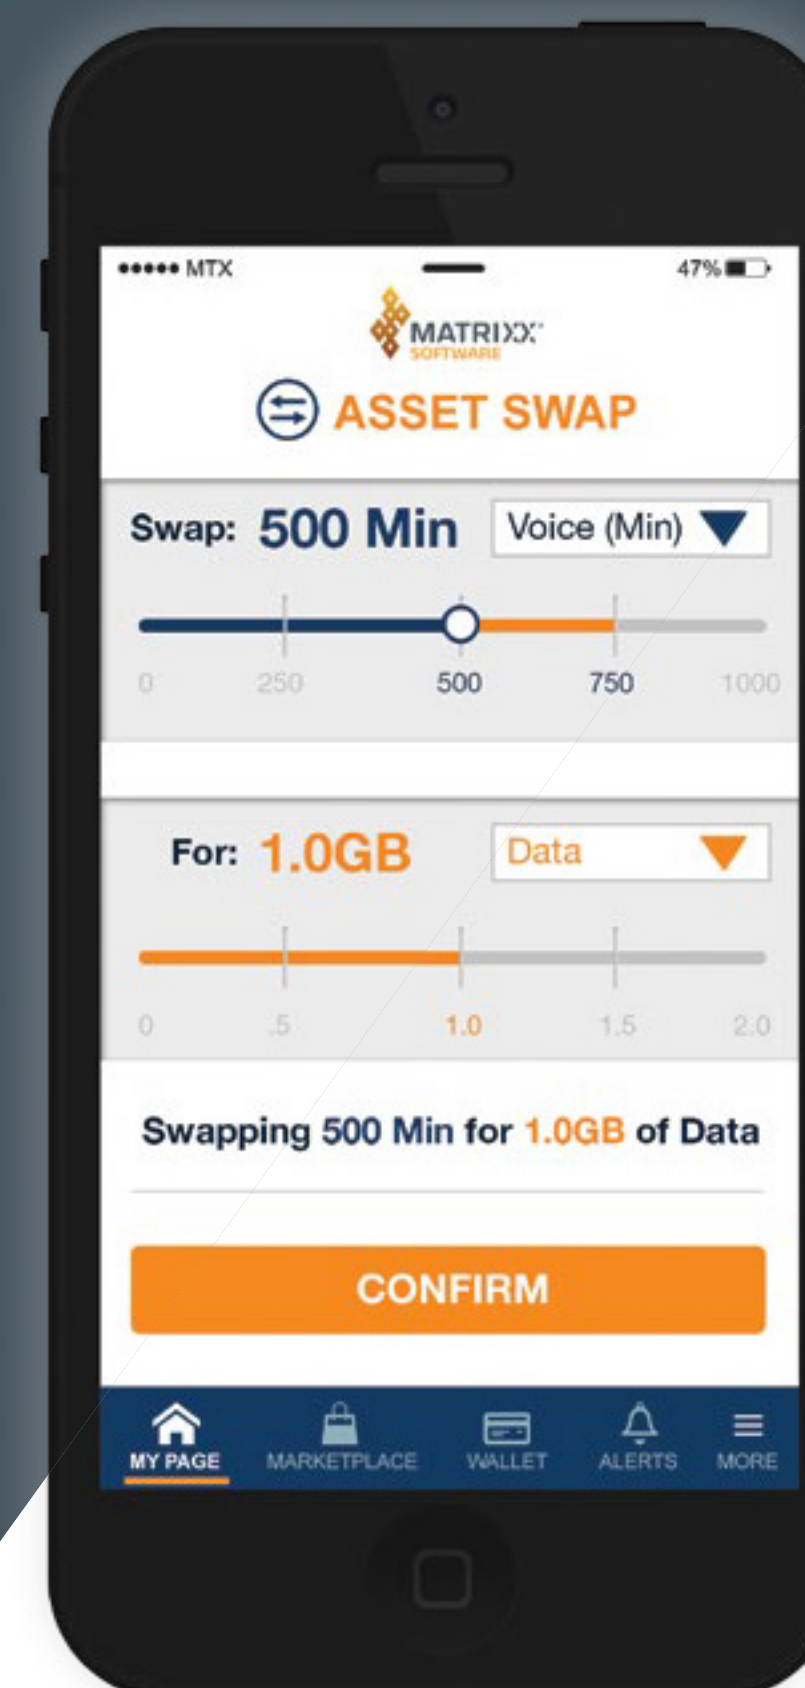 MTX
47%
MATRIXX
SOFTWARE
ASSET SWAP
Swap: 500 Min Voice (Min)
0 250 500 750 1000
For: 1.0GB Data
0 .5 1.0 1.5 2.0
Swapping 500 Min for 1.0GB of Data
CONFIRM
MY PAGE MARKETPLACE WALLET ALERTS MORE